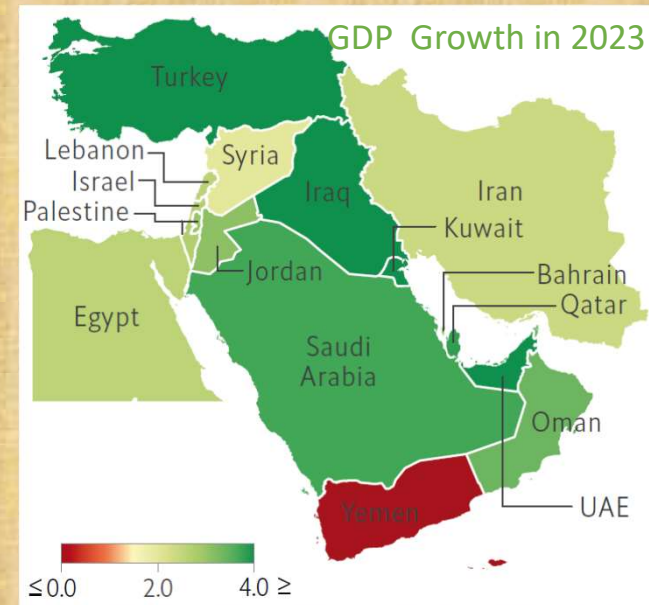 GDP Growth in 2023
Turkey
Lebanon
Syria
Israel
Iraq
Iran
Palestine
Kuwait
Jordan
Bahrain
Qatar
Egypt
Saudi
Arabia
Oman
Yemen
UAE
≤ 0.0 2.0 4.0 ≥